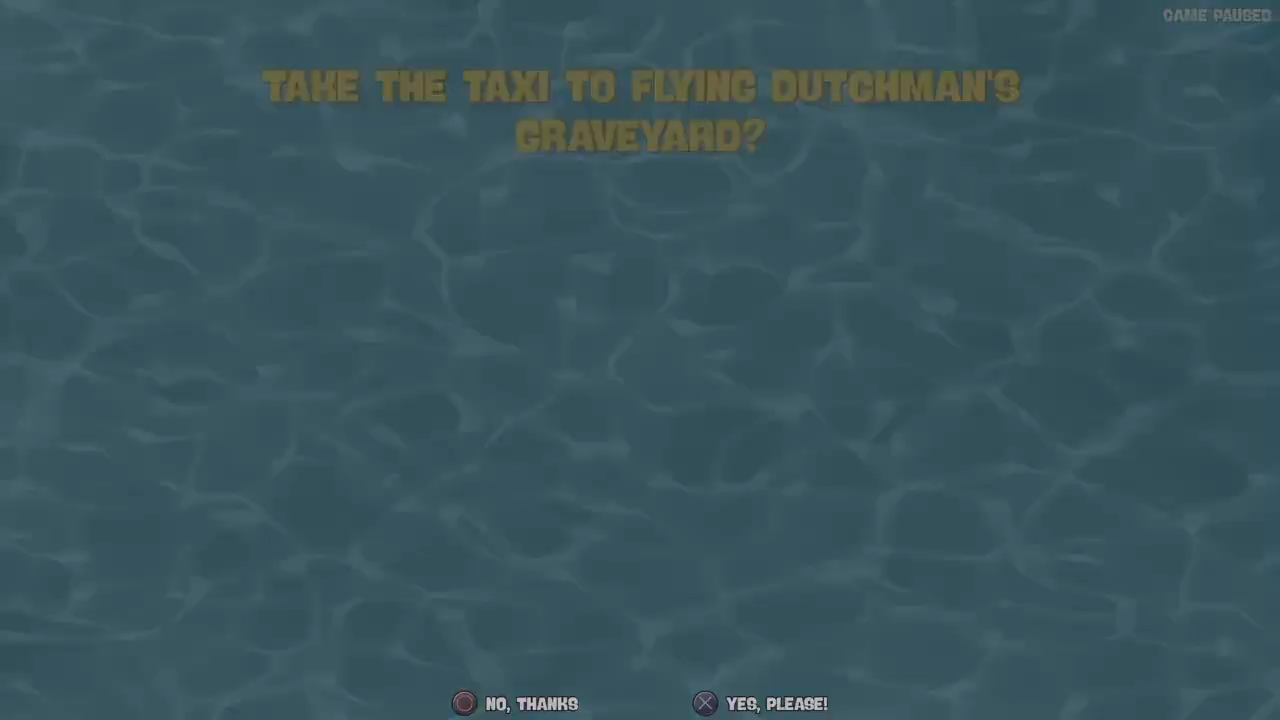 GAME PAUSED
TAKE THE TAXI TO FLYING DUTCHMAN'S
GRAVEYARD?
NO, THANKS
YES, PLEASE!